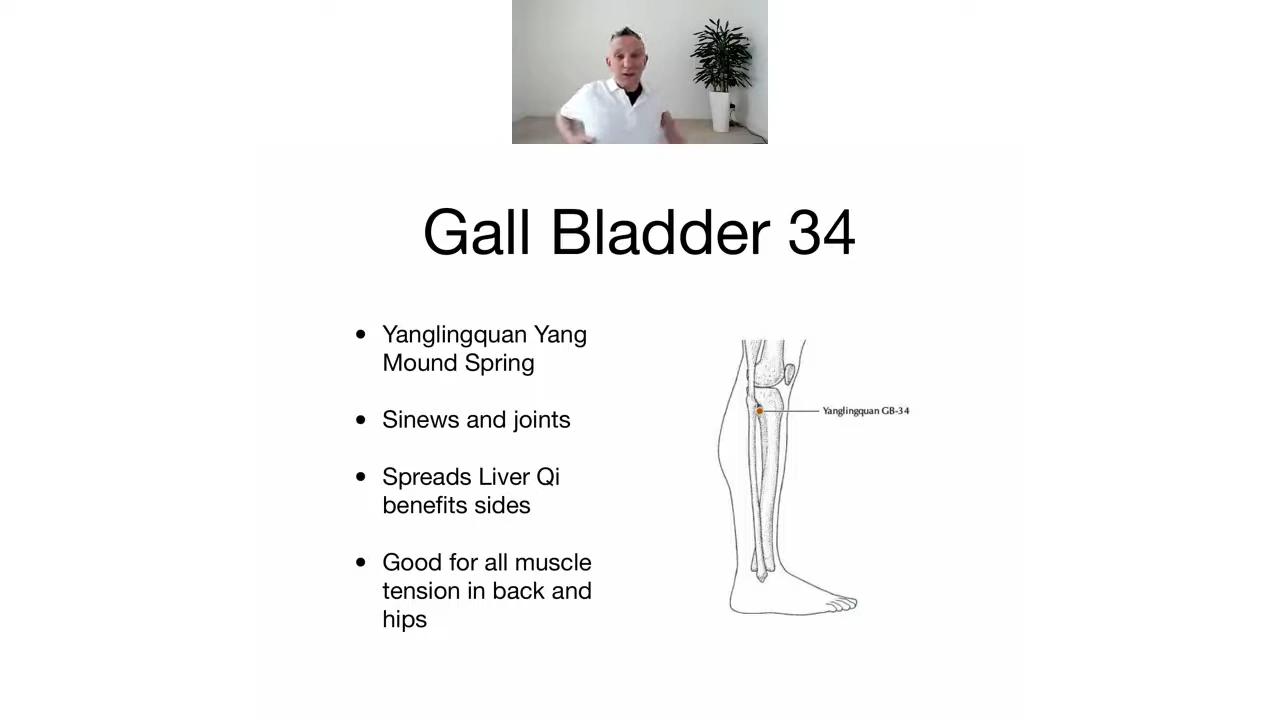 Gall Bladder 34
• Yanglingquan Yang
Mound Spring
• Sinews and joints
• Spreads Liver Qi
benefits sides
• Good for all muscle
tension in back and
hips
Yanglingquan GB-34